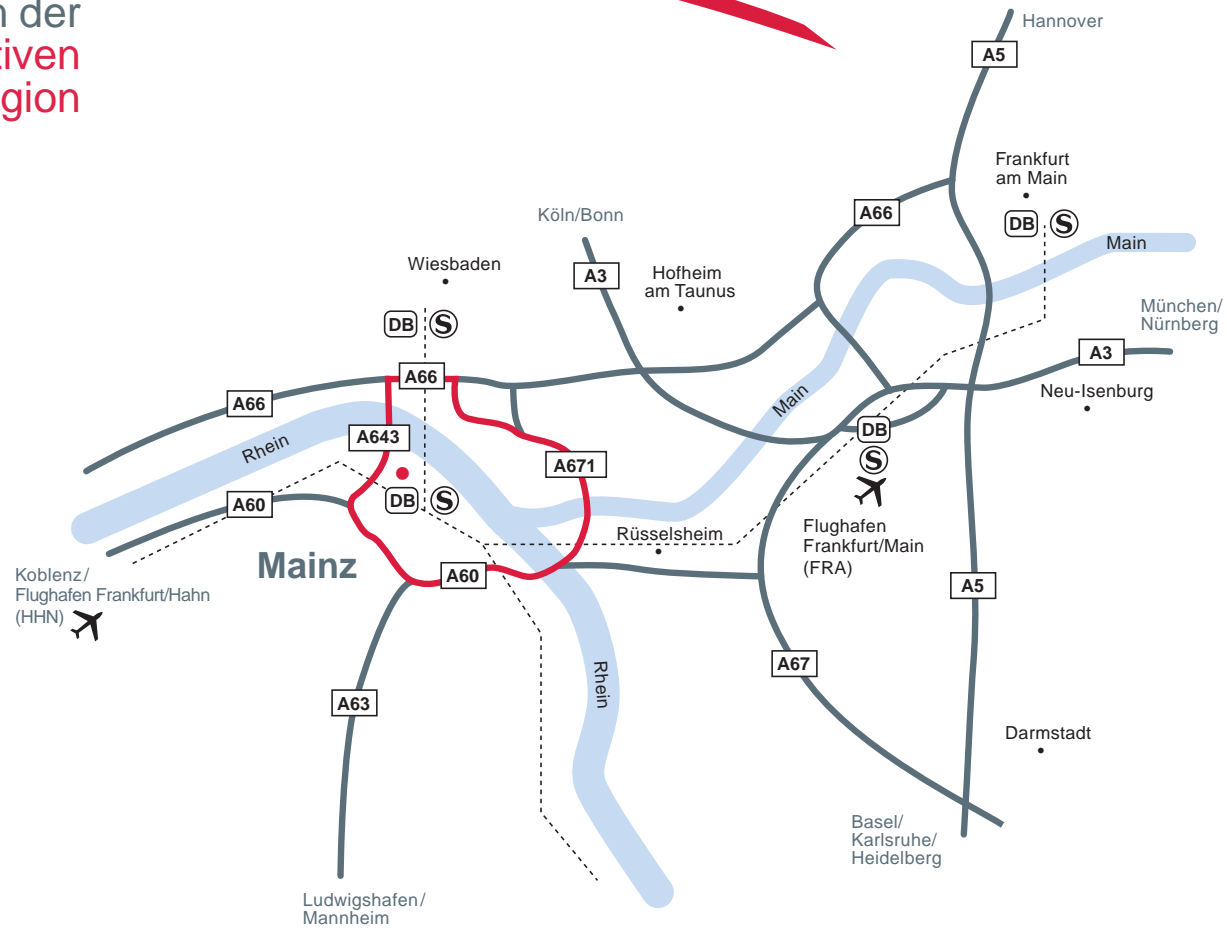 n der
tiven
gion
Hannover
A5
Frankfurt
am Main
DB S
A66
Main
Köln/Bonn
A3
Wiesbaden
Hofheim
am Taunus
DB S
München/
Nürnberg
A3
A66
Neu-Isenburg
A66
Main
Rhein
A643
DB
S
A671
A60
DB S
Flughafen
Frankfurt/Main
(FRA)
Rüsselsheim
Mainz
A60
Koblenz/
Flughafen Frankfurt/Hahn
(HHN)
A5
A67
Rhein
A63
Darmstadt
Basel/
Karlsruhe/
Heidelberg
Ludwigshafen/
Mannheim